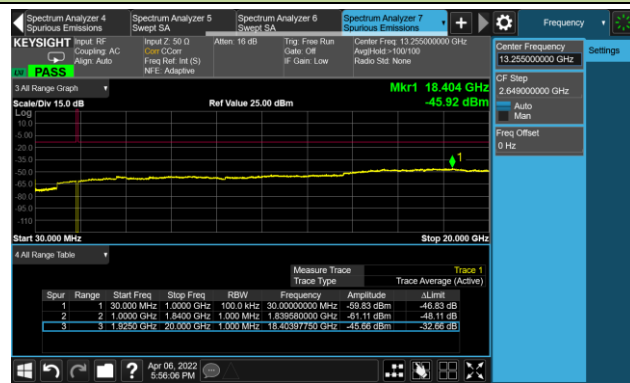 Spectrum Analyzer 4
Spurious Emissions
Spectrum Analyzer 5
Swept SA
Spectrum Analyzer 6
Swept SA
Spectrum Analyzer 7
Spurious Emissions
Frequency
KEYSIGHT
Input: RF
Coupling: AC
Align: Auto
Input Z: 50 Ω
Corr CCorr
Freq Ref: Int (S)
NFE: Adaptive
Atten: 16 dB
Trig: Free Run
Gate: Off
IF Gain: Low
Center Freq: 13.255000000 GHz
Avg|Hold:>100/100
Radio Std: None
PASS
Center Frequency
13.255000000 GHz
Settings
CF Step
2.649000000 GHz
Auto
Man
Freq Offset
0 Hz
3 All Range Graph
Mkr1 18.404 GHz
Scale/Div 15.0 dB
Ref Value 25.00 dBm
-45.92 dBm
Log
10.0
-5.00
-20.0
-35.0
-50.0
-65.0
-80.0
-95.0
-110
1
Start 30.000 MHz
Stop 20.000 GHz
4 All Range Table
Measure Trace Trace 1
Trace Type Trace Average (Active)
Spur Range Start Freq Stop Freq RBW Frequency Amplitude ΔLimit
1 1 30.000 MHz 1.0000 GHz 100.0 kHz 30.00000000 MHz -59.83 dBm -46.83 dB
2 2 1.0000 GHz 1.8400 GHz 1.000 MHz 1.839580000 GHz -61.11 dBm -48.11 dB
3 3 1.9250 GHz 20.000 GHz 1.000 MHz 18.40397750 GHz -45.66 dBm -32.66 dB
Apr 06, 2022
5:56:06 PM